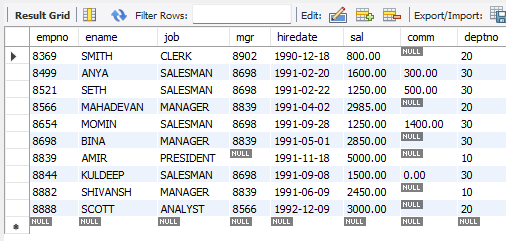 Result Grid Filter Rows: Edit: Export/Import:
empno ename job mgr hiredate sal comm deptno
8369 SMITH CLERK 8902 1990-12-18 800.00 NULL 20
8499 ANYA SALESMAN 8698 1991-02-20 1600.00 300.00 30
8521 SETH SALESMAN 8698 1991-02-22 1250.00 500.00 30
8566 MAHADEVAN MANAGER 8839 1991-04-02 2985.00 NULL 20
8654 MOMIN SALESMAN 8698 1991-09-28 1250.00 1400.00 30
8698 BINA MANAGER 8839 1991-05-01 2850.00 NULL 30
8839 AMIR PRESIDENT NULL 1991-11-18 5000.00 NULL 10
8844 KULDEEP SALESMAN 8698 1991-09-08 1500.00 0.00 30
8882 SHIVANSH MANAGER 8839 1991-06-09 2450.00 NULL 10
8888 SCOTT ANALYST 8566 1992-12-09 3000.00 NULL 20
NULL NULL NULL NULL NULL NULL NULL NULL